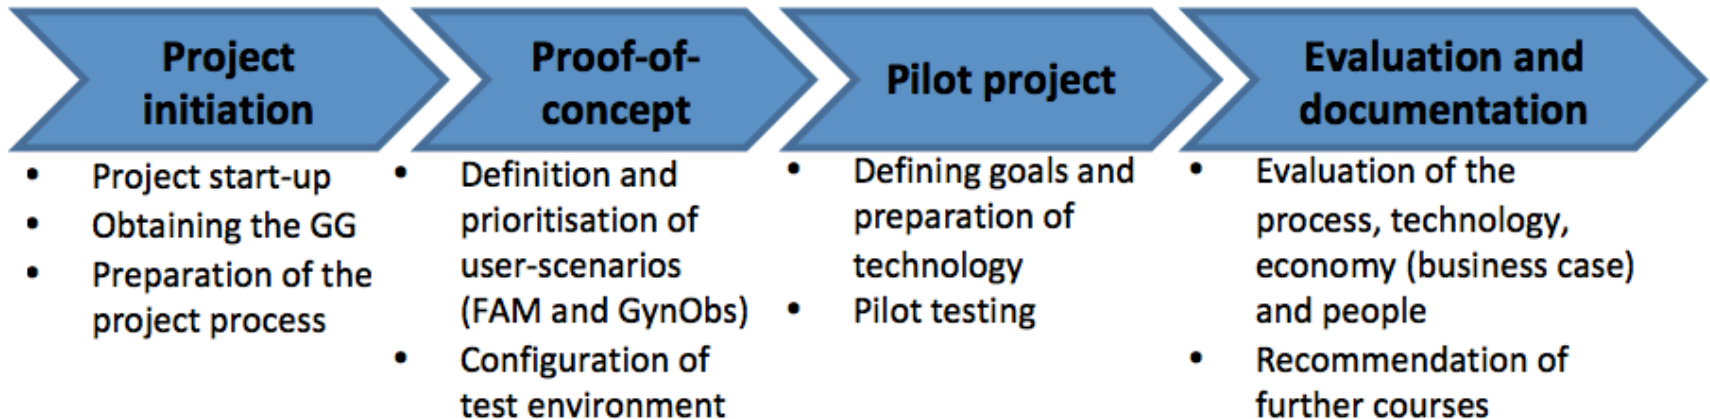 Project
initiation
• Project start-up
• Obtaining the GG
• Preparation of the
project process
Proof-of-
concept
• Definition and
prioritisation of
user-scenarios
(FAM and GynObs)
• Configuration of
test environment
Pilot project
• Defining goals and
preparation of
technology
• Pilot testing
Evaluation and
documentation
• Evaluation of the
process, technology,
economy (business case)
and people
• Recommendation of
further courses